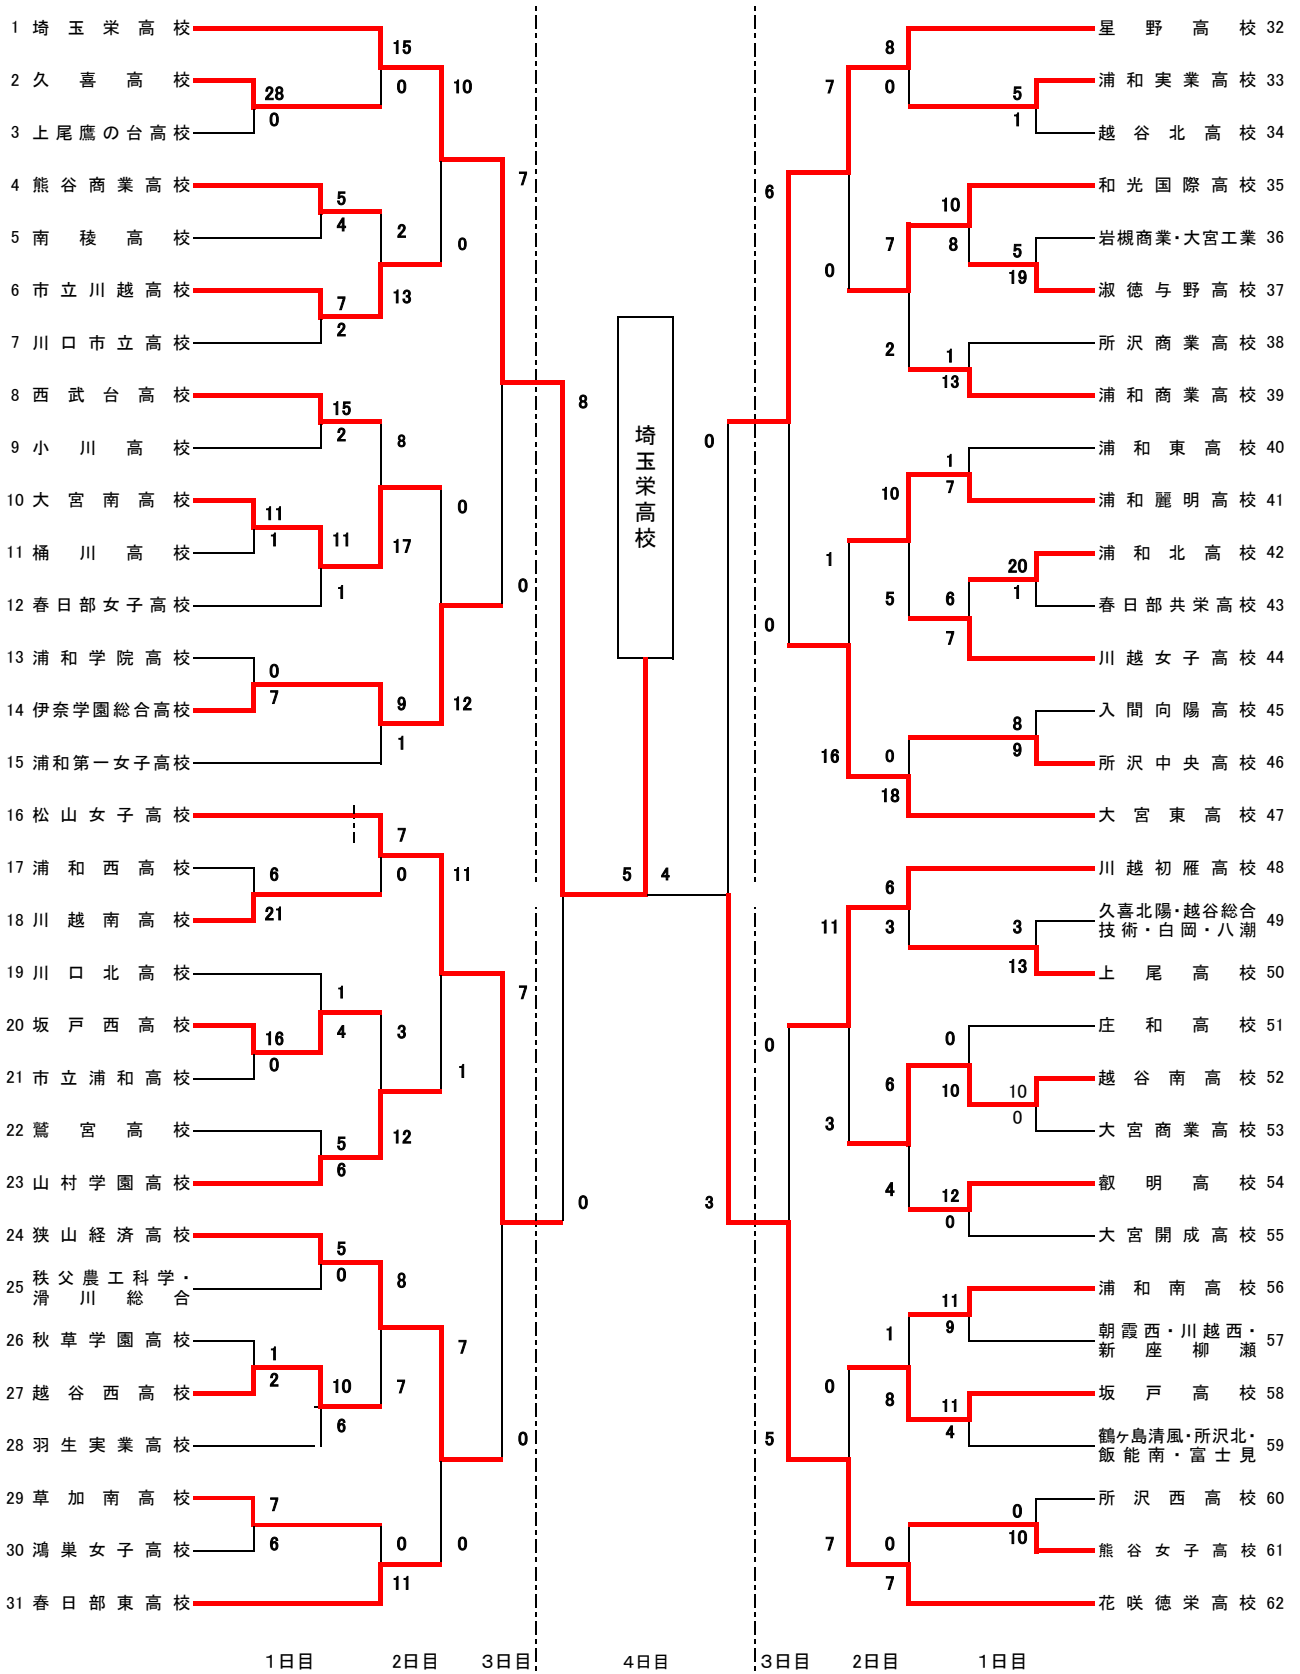 1 埼玉栄高校
2 久喜高校
3 上尾鷹の台高校
4 熊谷商業高校
5 南稜高校
6 市立川越高校
7 川口市立高校
8 西武台高校
9 小川高校
10 大宮南高校
11 桶川高校
12 春日部女子高校
13 浦和学院高校
14 伊奈学園総合高校
15 浦和第一女子高校
16 松山女子高校
17 浦和西高校
18 川越南高校
19 川口北高校
20 坂戸西高校
21 市立浦和高校
22 鷲宮高校
23 山村学園高校
24 狭山経済高校
25 秩父農工科学・
滑川総合
26 秋草学園高校
27 越谷西高校
28 羽生実業高校
29 草加南高校
30 鴻巣女子高校
31 春日部東高校
28
0
5
4
7
2
15
2
11
1
11
1
0
7
6
21
1
4
16
0
5
6
5
0
1
2
10
6
7
6
15
0
2
13
8
17
9
1
7
0
3
12
8
7
0
11
10
0
0
12
11
1
7
0
7
0
7
0
8
0
埼玉栄高校
5 4
0
3
6
0
0
5
7
0
1
16
11
3
0
7
8
0
7
2
10
5
0
18
6
3
6
4
1
8
0
7
5
1
10
8
5
19
1
13
1
7
20
1
6
7
8
9
3
13
0
10
10
0
12
0
11
9
11
4
0
10
星野高校 32
浦和実業高校 33
越谷北高校 34
和光国際高校 35
岩槻商業・大宮工業 36
淑徳与野高校 37
所沢商業高校 38
浦和商業高校 39
浦和東高校 40
浦和麗明高校 41
浦和北高校 42
春日部共栄高校 43
川越女子高校 44
入間向陽高校 45
所沢中央高校 46
大宮東高校 47
川越初雁高校 48
久喜北陽・越谷総合
技術・白岡・八潮 49
上尾高校 50
庄和高校 51
越谷南高校 52
大宮商業高校 53
叡明高校 54
大宮開成高校 55
浦和南高校 56
朝霞西・川越西・
新座柳瀬 57
坂戸高校 58
鶴ヶ島清風・所沢北・
飯能南・富士見 59
所沢西高校 60
熊谷女子高校 61
花咲徳栄高校 62
1日目 2日目 3日目 4日目 3日目 2日目 1日目